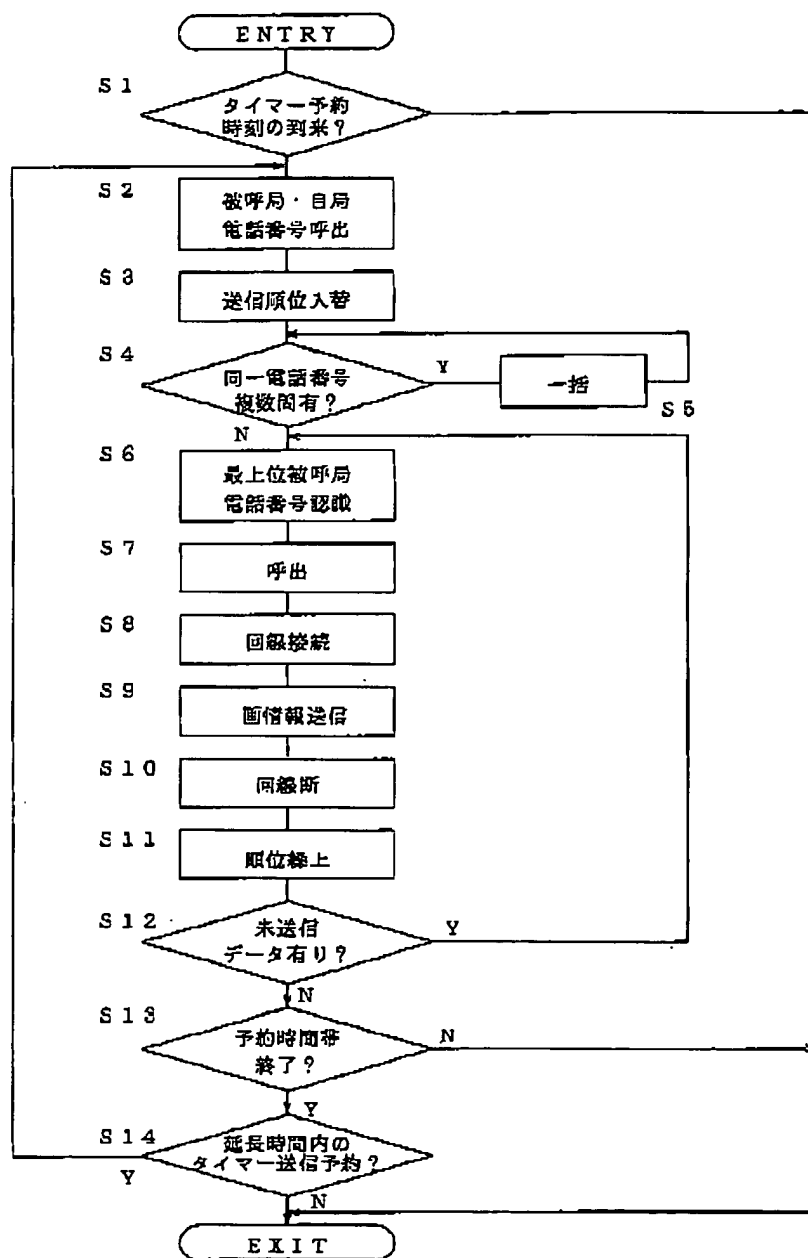 ENTRY
S1
タイマー予約
時刻の到来?
S2
被呼局・自局
電話番号呼出
S3
送信順位入替
S4
同一電話番号
複数間有?
Y
一括
S5
N
S6
最上位被呼局
電話番号認識
S7
呼出
S8
回線接続
S9
画情報送信
S10
回線断
S11
順位繰上
S12
未送信
データ有り?
Y
N
S13
予約時間帯
終了?
N
Y
S14
延長時間内の
タイマー送信予約?
Y
N
EXIT